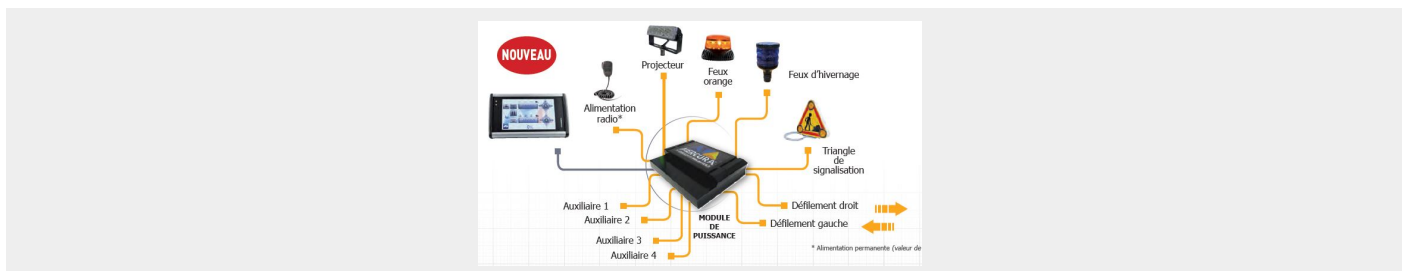 NOUVEAU
Projecteur
Feux
orange
Feux d'hivernage
Alimentation
radio*
MERCURA
Triangle
de
signalisation
Auxiliaire 1
Auxiliaire 2
Auxiliaire 3
Auxiliaire 4
MODULE
DE
PUISSANCE
Défilement droit
Défilement gauche
* Alimentation permanente (valeur de